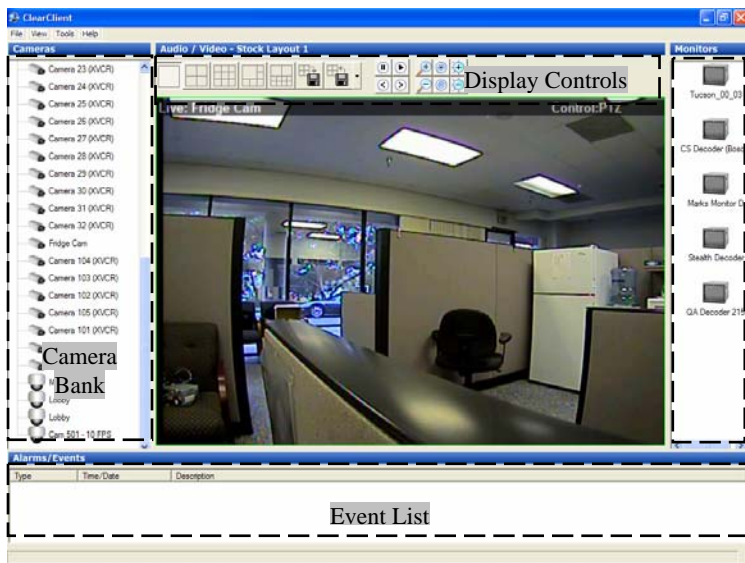 ClearClient
File View Tools Help
Cameras
Audio / Video - Stock Layout 1
Monitors
Camera 23 (XVCR)
Camera 24 (XVCR)
Camera 25 (XVCR)
Camera 26 (XVCR)
Camera 27 (XVCR)
Camera 28 (XVCR)
Camera 29 (XVCR)
Camera 30 (XVCR)
Camera 31 (XVCR)
Camera 32 (XVCR)
Fridge Cam
Camera 104 (XVCR)
Camera 103 (XVCR)
Camera 102 (XVCR)
Camera 105 (XVCR)
Camera 101 (XVCR)
Camera
Bank
Lobby
Lobby
Cam 501 - 10 FPS
Display Controls
Live: Fridge Cam
Control:PTZ
Tucson_00_03
CS Decoder (Bosc
Marks Monitor D
Stealth Decoder
QA Decoder 215
Alarms/Events
Type Time/Date Description
Event List